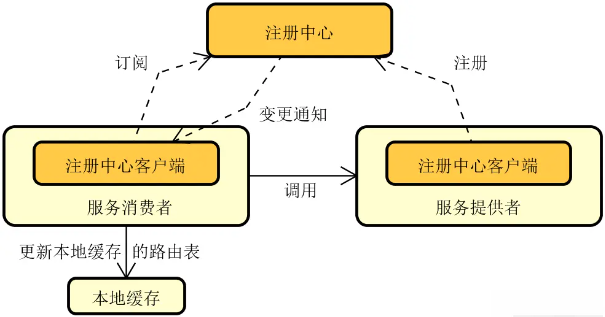 注册中心
订阅
注册
变更通知
注册中心客户端
注册中心客户端
调用
服务消费者
服务提供者
更新本地缓存 的路由表
本地缓存